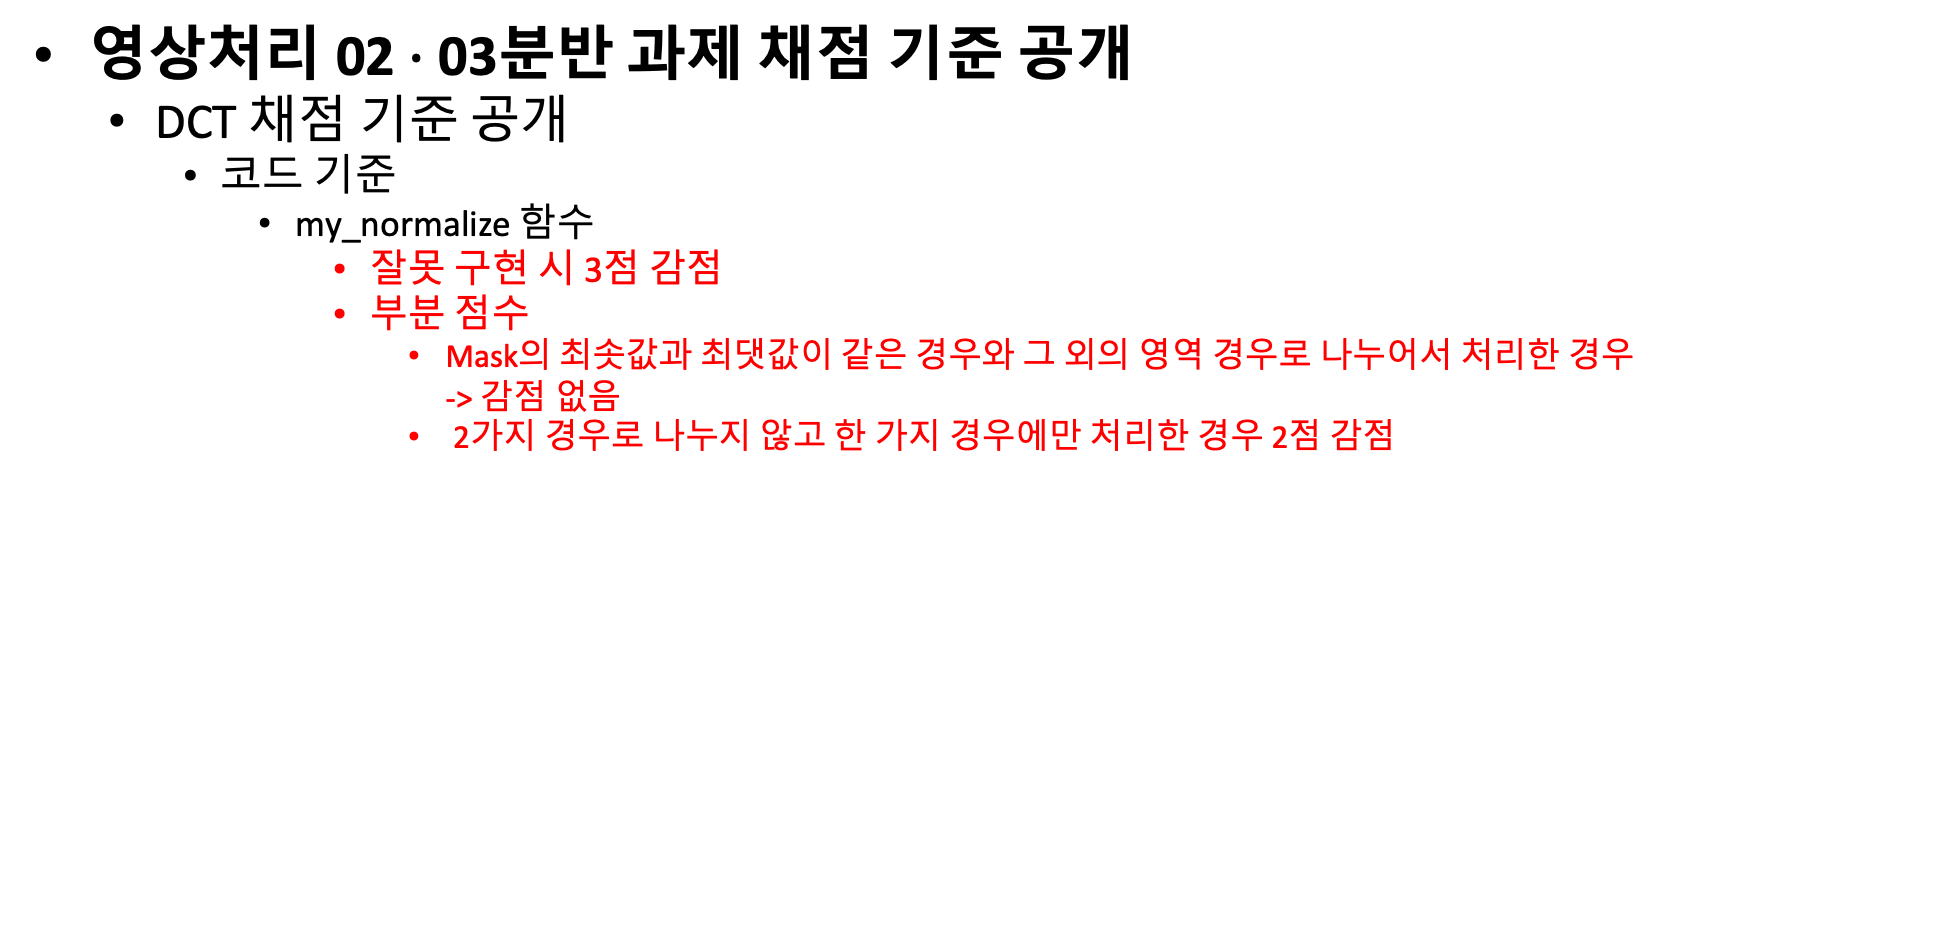 • 영상처리 02 · 03분반 과제 채점 기준 공개
• DCT 채점 기준 공개
• 코드 기준
• my_normalize 함수
• 잘못 구현 시 3점 감점
• 부분 점수
• Mask의 최솟값과 최댓값이 같은 경우와 그 외의 영역 경우로 나누어서 처리한 경우
-> 감점 없음
• 2가지 경우로 나누지 않고 한 가지 경우에만 처리한 경우 2점 감점